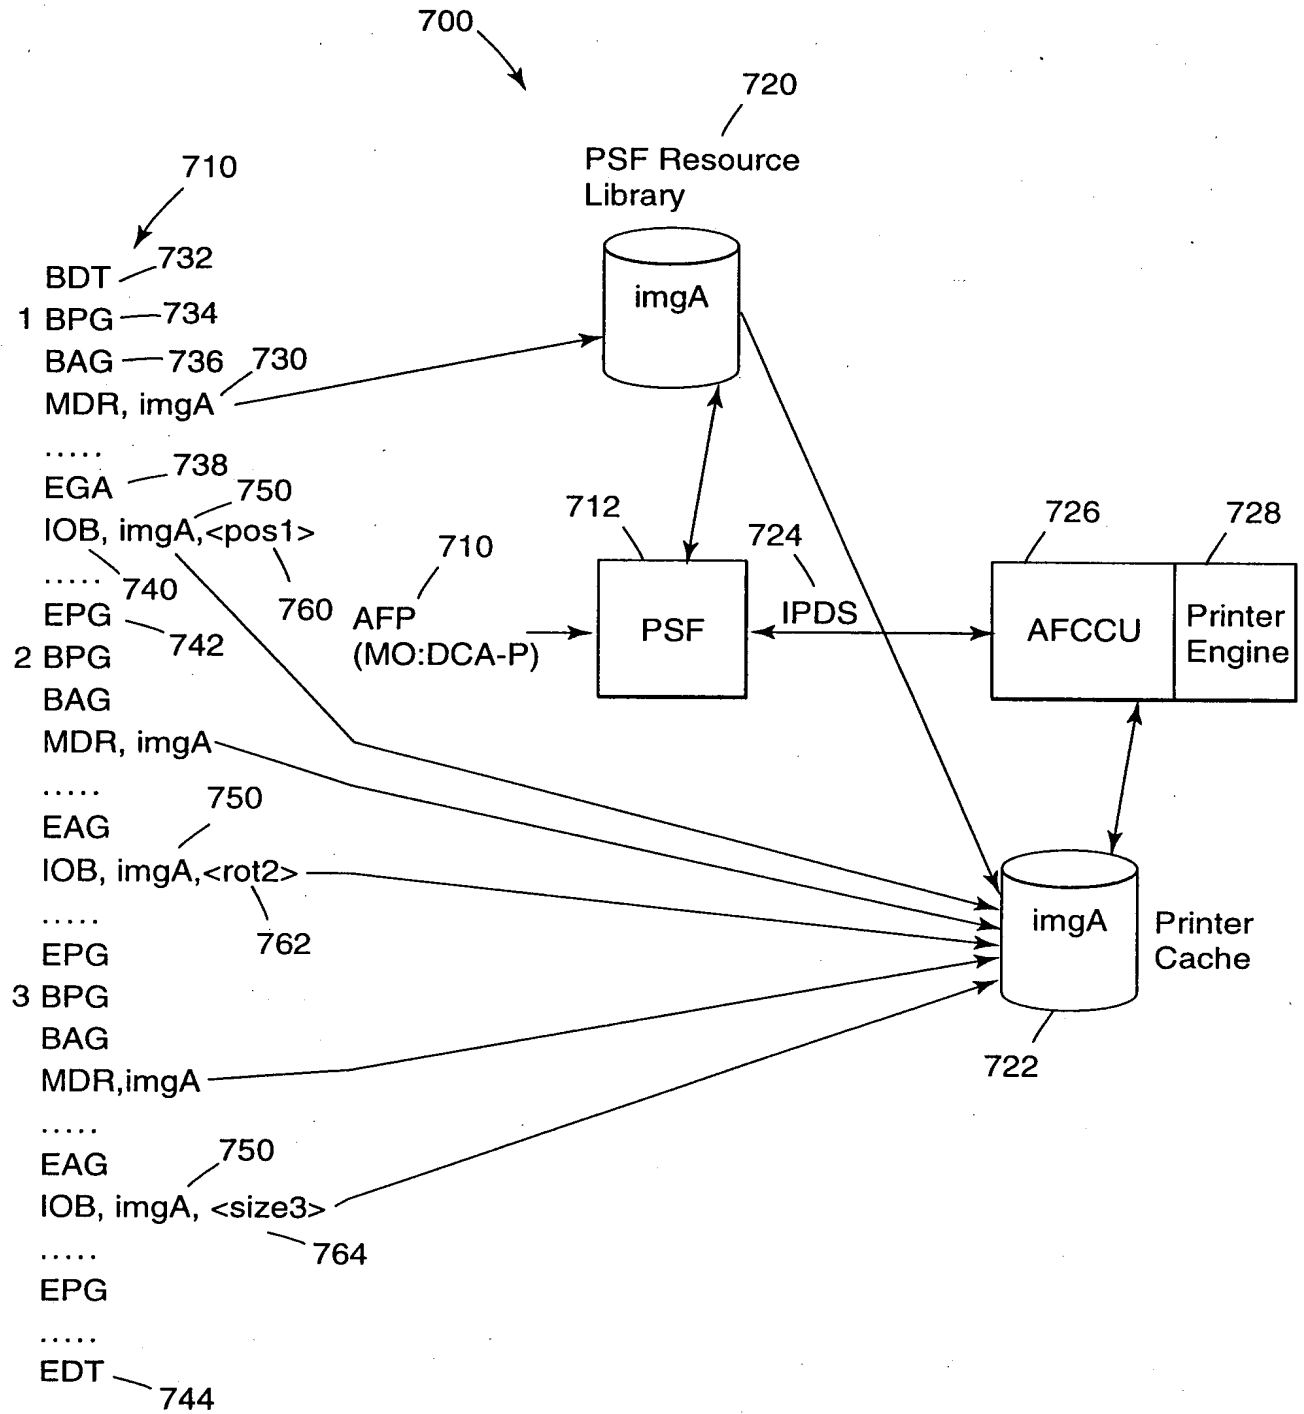 700
720
PSF Resource
Library
imgA
710
BDT 732
1 BPG 734
BAG 736 730
MDR, imgA
.....
EGA 738 750
IOB, imgA,<pos1>
..... 740 760
EPG 742
2 BPG
BAG
MDR, imgA
..... 750
EAG
IOB, imgA,<rot2>
..... 762
EPG
3 BPG
BAG
MDR,imgA
..... 750
EAG
IOB, imgA, <size3>
..... 764
EPG
.....
EDT 744
710
AFP
(MO:DCA-P)
712
PSF
724
IPDS
726
AFCCU
728
Printer
Engine
imgA
Printer
Cache
722